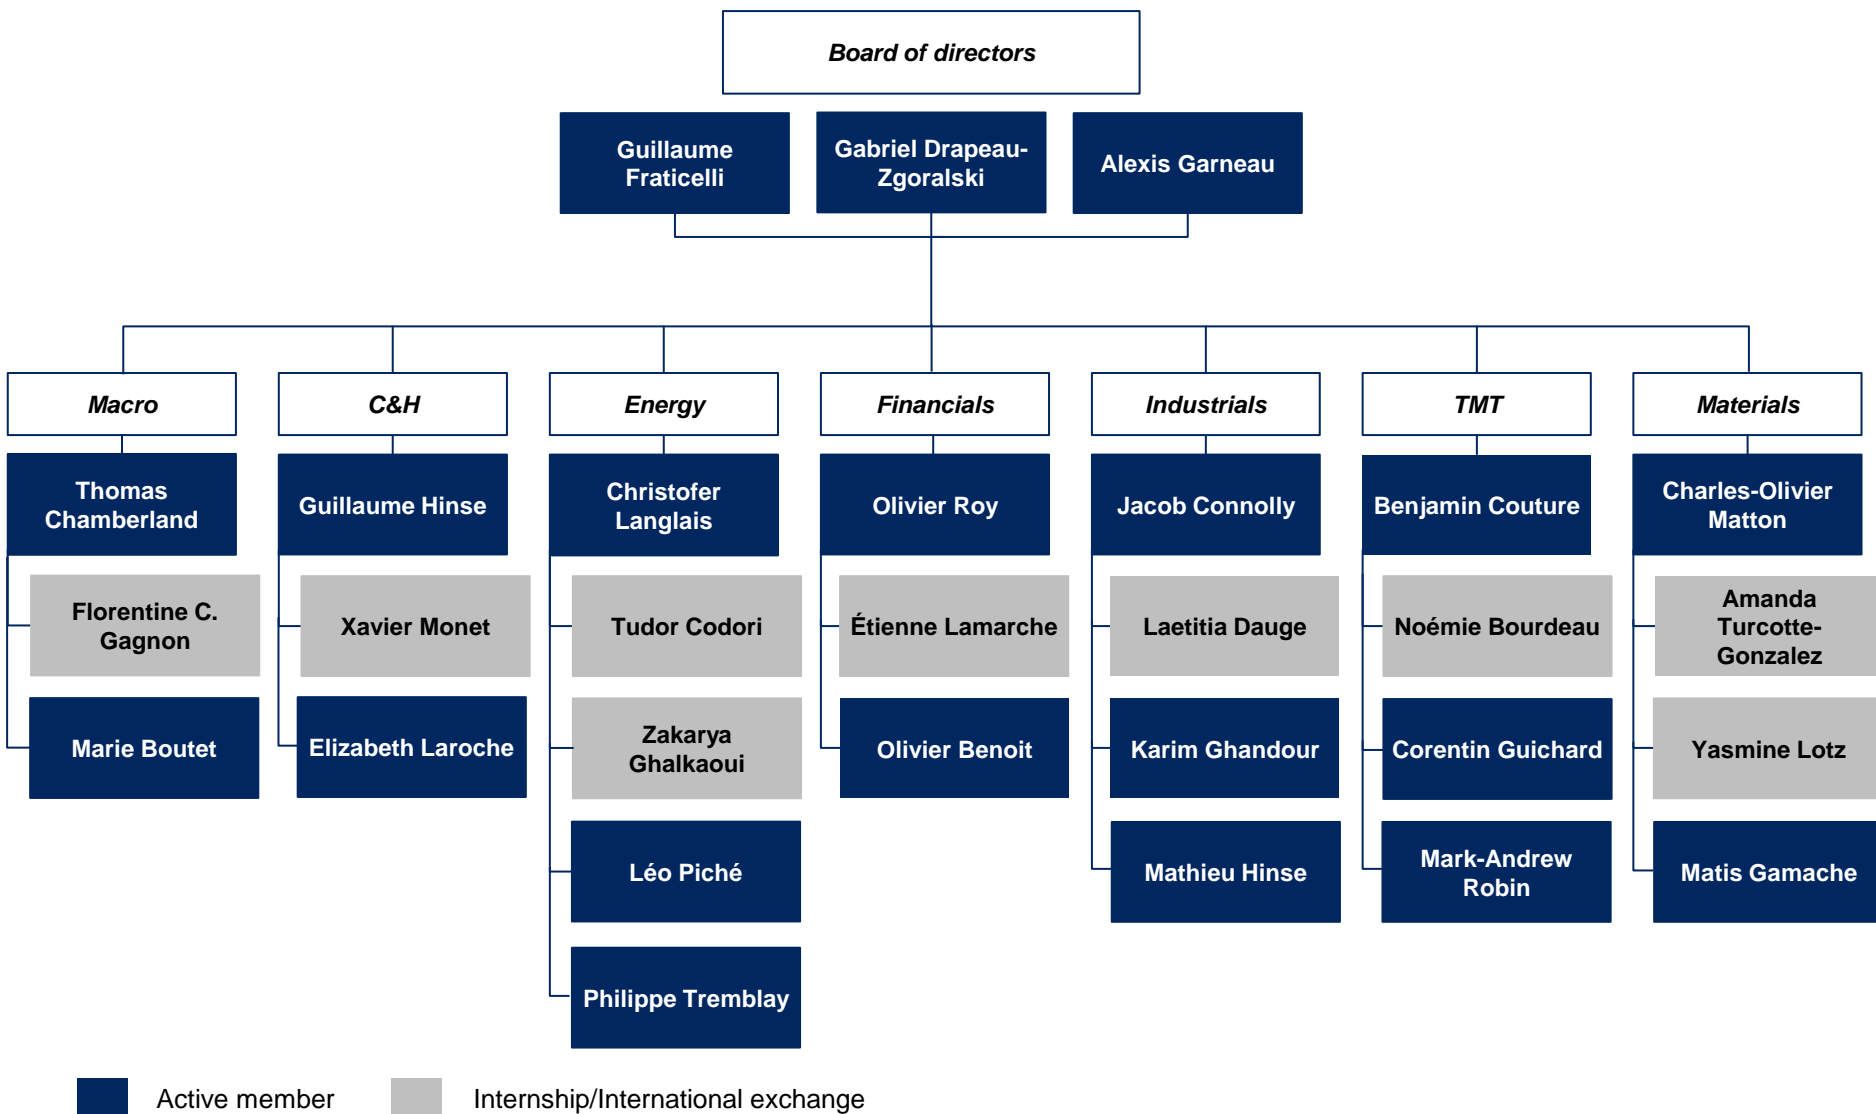 Board of directors
Guillaume
Fraticelli
Gabriel Drapeau-
Zgoralski
Alexis Garneau
Macro
C&H
Energy
Financials
Industrials
TMT
Materials
Thomas
Chamberland
Guillaume Hinse
Christofer
Langlais
Olivier Roy
Jacob Connolly
Benjamin Couture
Charles-Olivier
Matton
Florentine C.
Gagnon
Xavier Monet
Tudor Codori
Étienne Lamarche
Laetitia Dauge
Noémie Bourdeau
Amanda
Turcotte-
Gonzalez
Marie Boutet
Elizabeth Laroche
Zakarya
Ghalkaoui
Olivier Benoit
Karim Ghandour
Corentin Guichard
Yasmine Lotz
Léo Piché
Mathieu Hinse
Mark-Andrew
Robin
Matis Gamache
Philippe Tremblay
Active member
Internship/International exchange